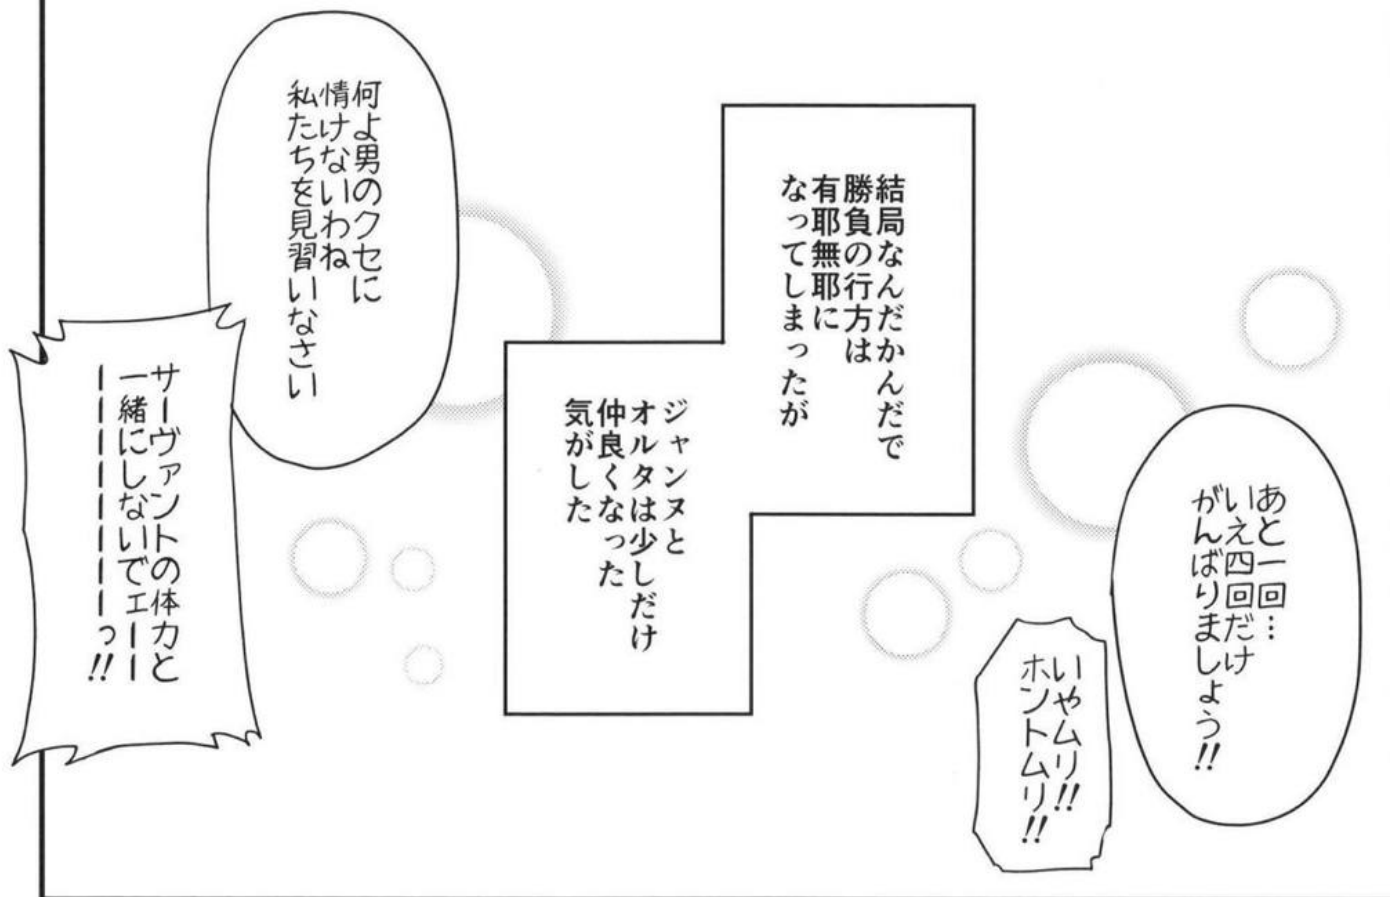 あと一回…
いえ四回だけ
がんばりましょう!!
いやムリ!!
ホントムリ!!
結局なんだかんだで
勝負の行方は
有耶無耶に
なってしまったが
ジャンヌと
オルタは少しだけ
仲良くなった
気がした
何よ男のクセに
情けないわね
私たちを見習いなさい
サーヴァントの体力と
一緒にしないでェーー
ーーーーーーーーーっ!!